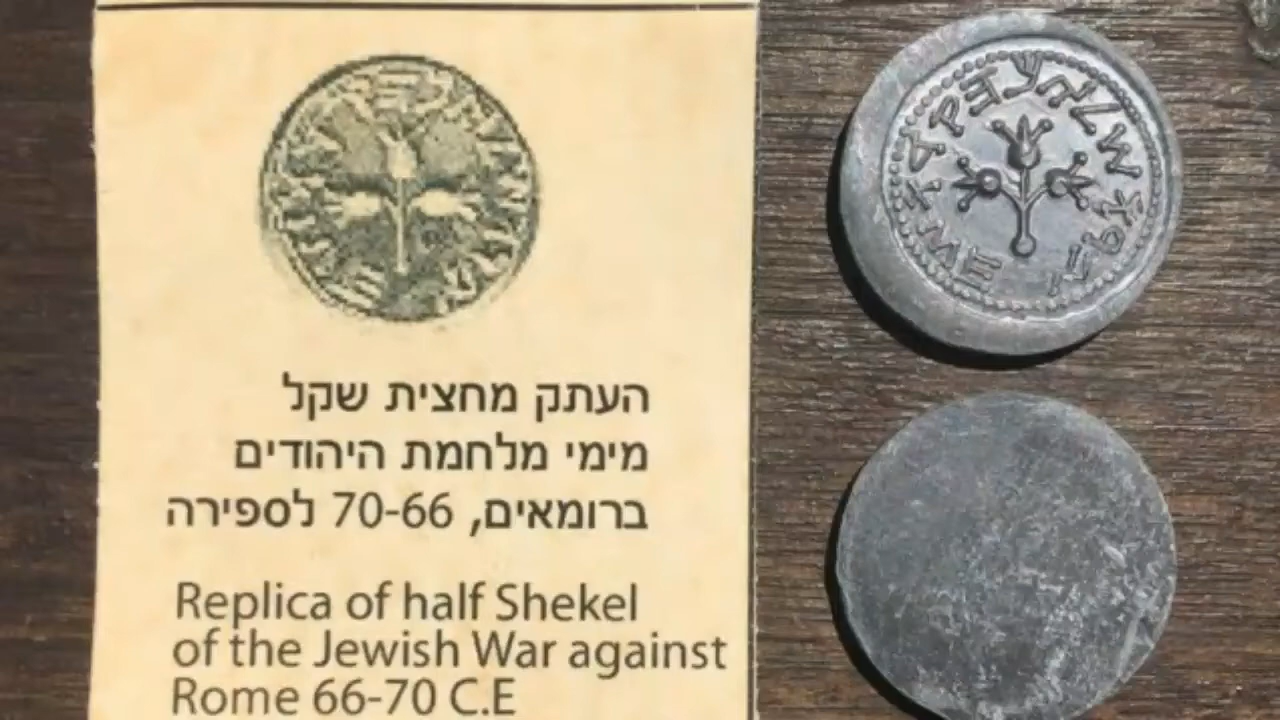 העתק מחצית שקל
מימי מלחמת היהודים
ברומאים, 70-66 לספירה
Replica of half Shekel
of the Jewish War against
Rome 66-70 C.E